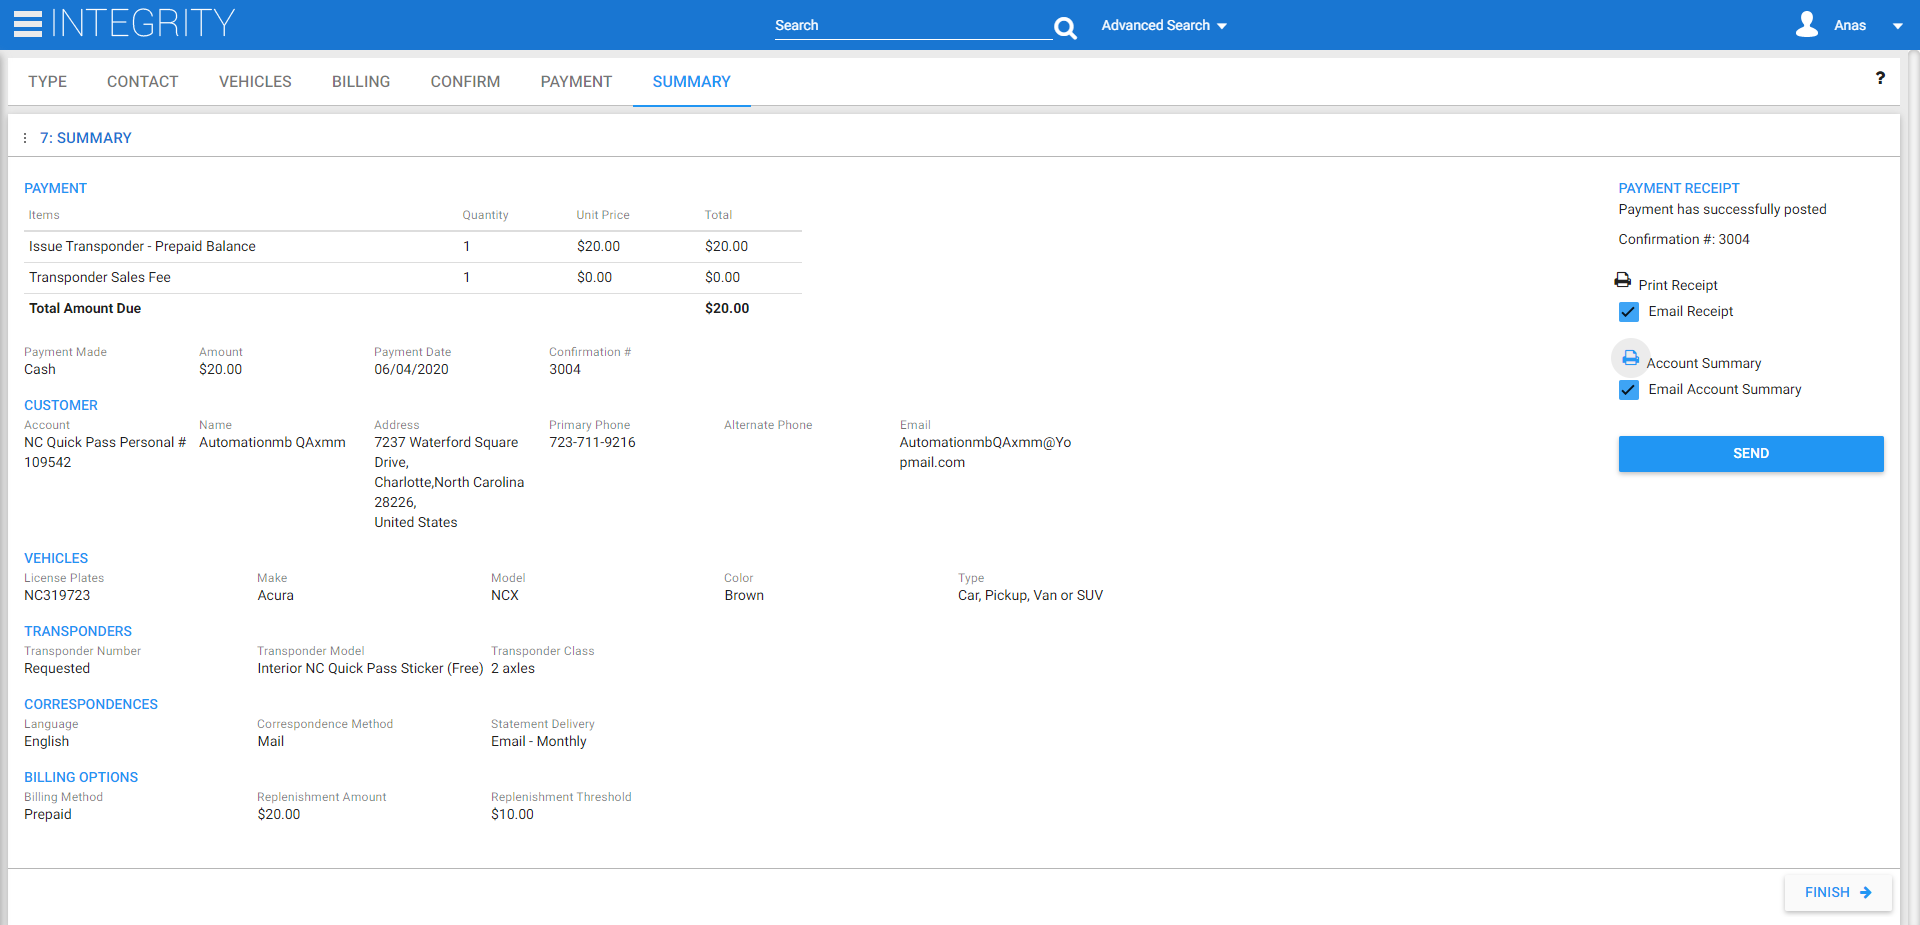 INTEGRITY
Search
Advanced Search
Anas
TYPE CONTACT VEHICLES BILLING CONFIRM PAYMENT SUMMARY
?
7: SUMMARY
PAYMENT
Items Quantity Unit Price Total
Issue Transponder - Prepaid Balance 1 $20.00 $20.00
Transponder Sales Fee 1 $0.00 $0.00
Total Amount Due $20.00
Payment Made Amount Payment Date Confirmation #
Cash $20.00 06/04/2020 3004
CUSTOMER
Account Name Address Primary Phone Alternate Phone Email
NC Quick Pass Personal # Automationmb QAxmm 7237 Waterford Square 723-711-9216 AutomationmbQAxmm@Yo
109542 Drive, pmail.com
Charlotte,North Carolina
28226,
United States
VEHICLES
License Plates Make Model Color Type
NC319723 Acura NCX Brown Car, Pickup, Van or SUV
TRANSPONDERS
Transponder Number Transponder Model Transponder Class
Requested Interior NC Quick Pass Sticker (Free) 2 axles
CORRESPONDENCES
Language Correspondence Method Statement Delivery
English Mail Email - Monthly
BILLING OPTIONS
Billing Method Replenishment Amount Replenishment Threshold
Prepaid $20.00 $10.00
PAYMENT RECEIPT
Payment has successfully posted
Confirmation #: 3004
Print Receipt
Email Receipt
Account Summary
Email Account Summary
SEND
FINISH